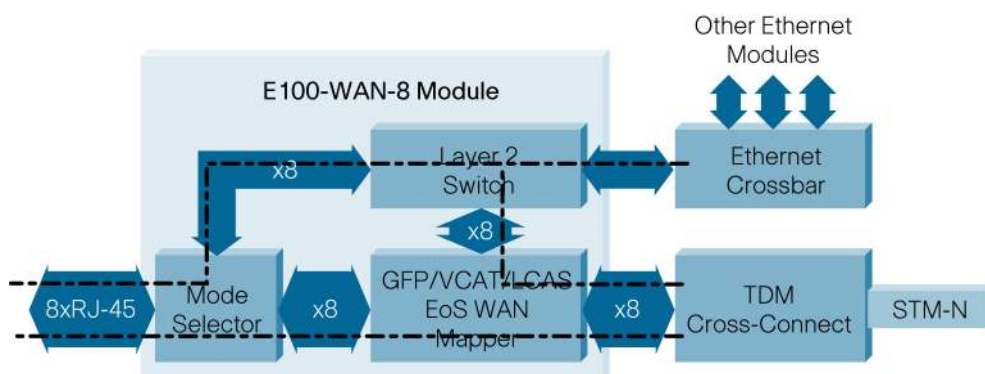 Other Ethernet
Modules
E100-WAN-8 Module
x8
Layer 2
Switch
Ethernet
Crossbar
x8
8xRJ-45
Mode
Selector
x8
GFP/VCAT/LCAS
EoS WAN
Mapper
x8
TDM
Cross-Connect
STM-N